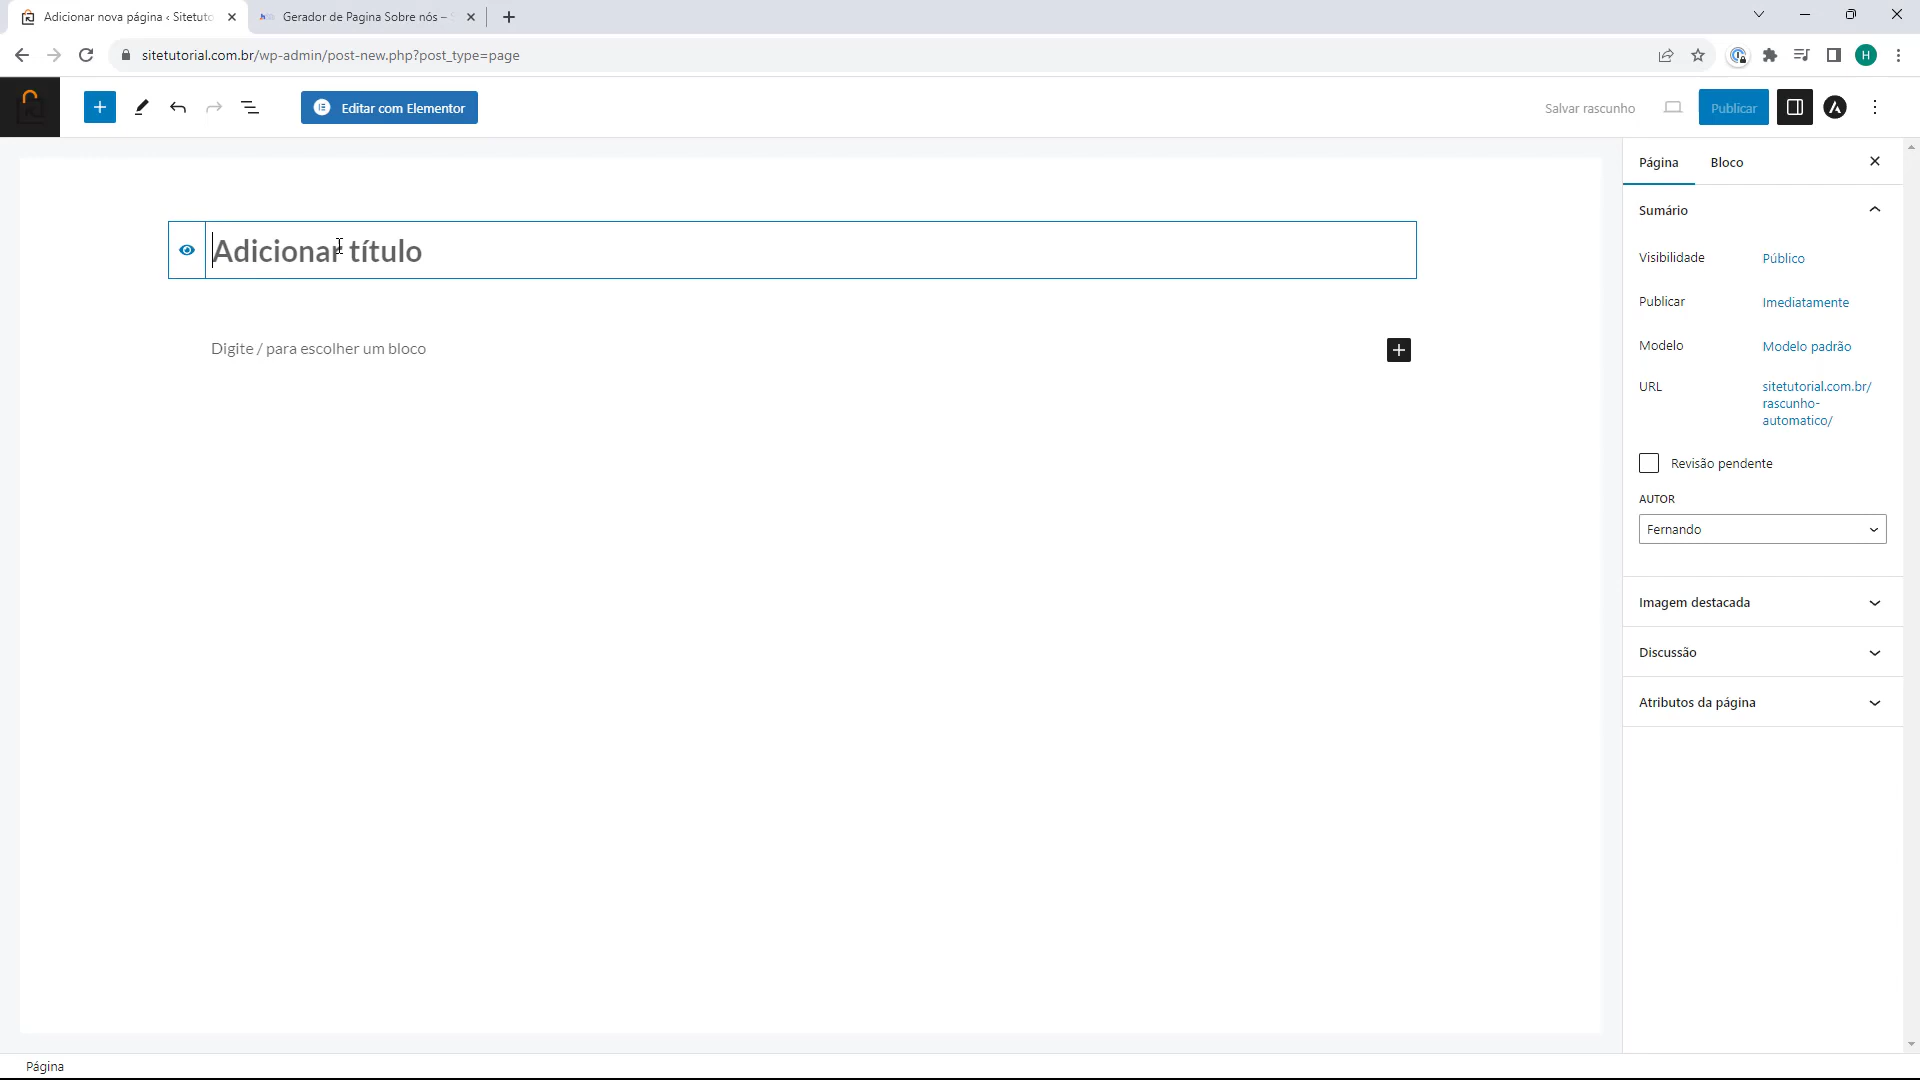 Adicionar nova página ‹ Sitetuto
Gerador de Pagina Sobre nós –
sitetutorial.com.br/wp-admin/post-new.php?post_type=page
H
Editar com Elementor
Salvar rascunho
Publicar
Página
Bloco
Sumário
Adicionar título
Visibilidade
Público
Publicar
Imediatamente
Digite / para escolher um bloco
Modelo
Modelo padrão
URL
sitetutorial.com.br/
rascunho-
automatico/
Revisão pendente
AUTOR
Fernando
Imagem destacada
Discussão
Atributos da página
Página